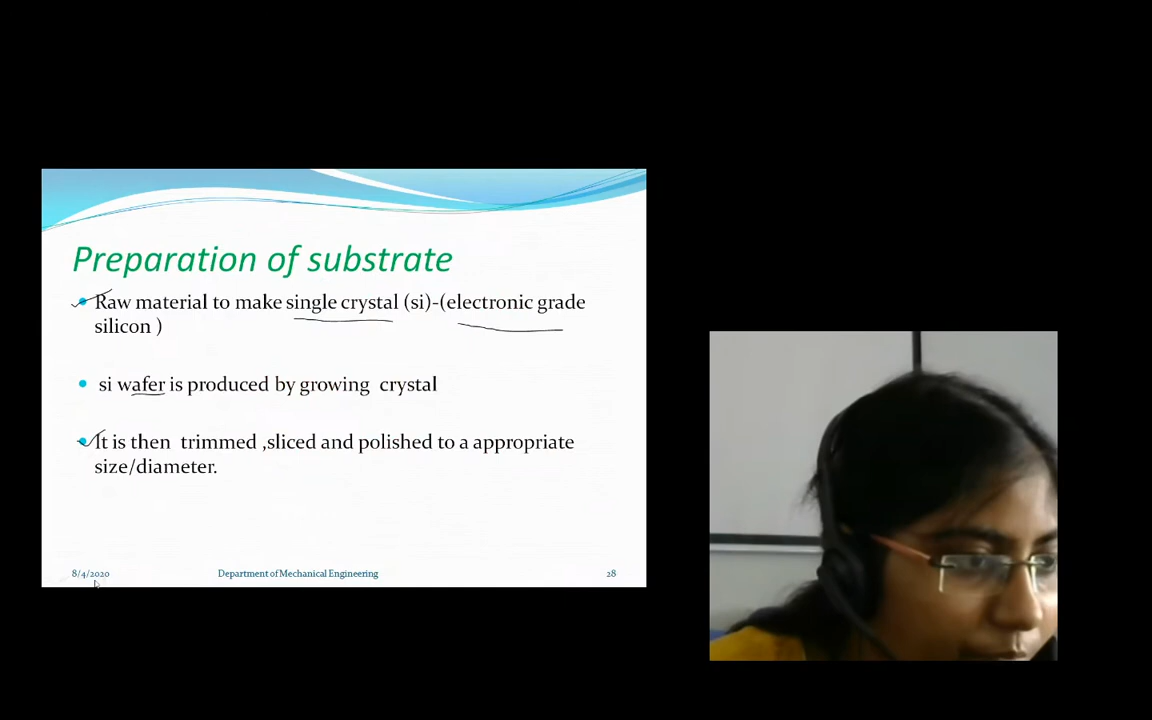 Preparation of substrate
Raw material to make single crystal (si)-(electronic grade
silicon )
si wafer is produced by growing crystal
It is then trimmed ,sliced and polished to a appropriate
size/diameter.
8/4/2020 Department of Mechanical Engineering 28